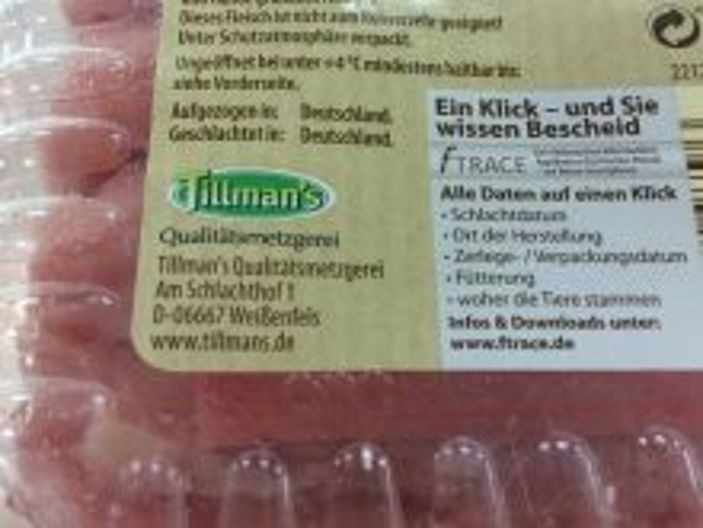 Dieses Fleisch ist nicht zum Rohverzehr geeignet!
Unter Schutzatmosphäre verpackt.
Ungeöffnet bei unter +4 °C mindestens haltbar bis:
siehe Vorderseite.
Aufgezogen in: Deutschland.
Geschlachtet in: Deutschland.
Tillman's
Qualitätsmetzgerei
Tillman's Qualitätsmetzgerei
Am Schlachthof 1
D-06667 Weißenfels
www.tillmans.de
2212
Ein Klick – und Sie
wissen Bescheid
fTRACE
Alle Daten auf einen Klick
• Schlachtdatum
• Ort der Herstellung
• Zerlege- / Verpackungsdatum
• Fütterung
• woher die Tiere stammen
Infos & Downloads unter:
www.ftrace.de